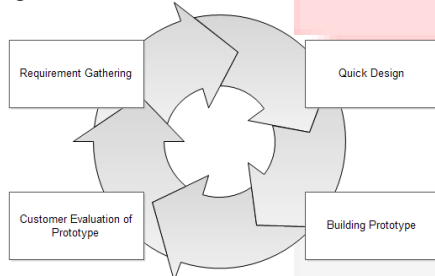 Requirement Gathering
Quick Design
Customer Evaluation of
Prototype
Building Prototype